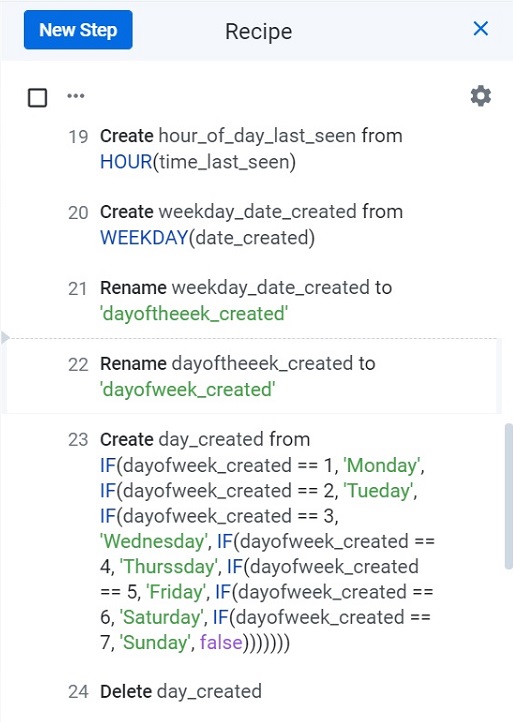 New Step
Recipe
...
19 Create hour_of_day_last_seen from
HOUR(time_last_seen)
20 Create weekday_date_created from
WEEKDAY(date_created)
21 Rename weekday_date_created to
'dayoftheeek_created'
22 Rename dayoftheeek_created to
'dayofweek_created'
23 Create day_created from
IF(dayofweek_created == 1, 'Monday',
IF(dayofweek_created == 2, 'Tueday',
IF(dayofweek_created == 3,
'Wednesday', IF(dayofweek_created ==
4, 'Thurssday', IF(dayofweek_created
== 5, 'Friday', IF(dayofweek_created ==
6, 'Saturday', IF(dayofweek_created ==
7, 'Sunday', false)))))))
24 Delete day_created